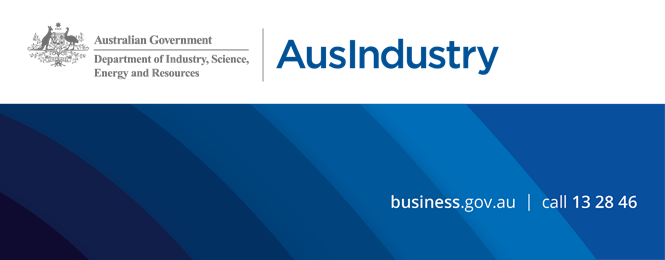 Australian Government
Department of Industry, Science,
Energy and Resources
AusIndustry
business.gov.au | call 13 28 46